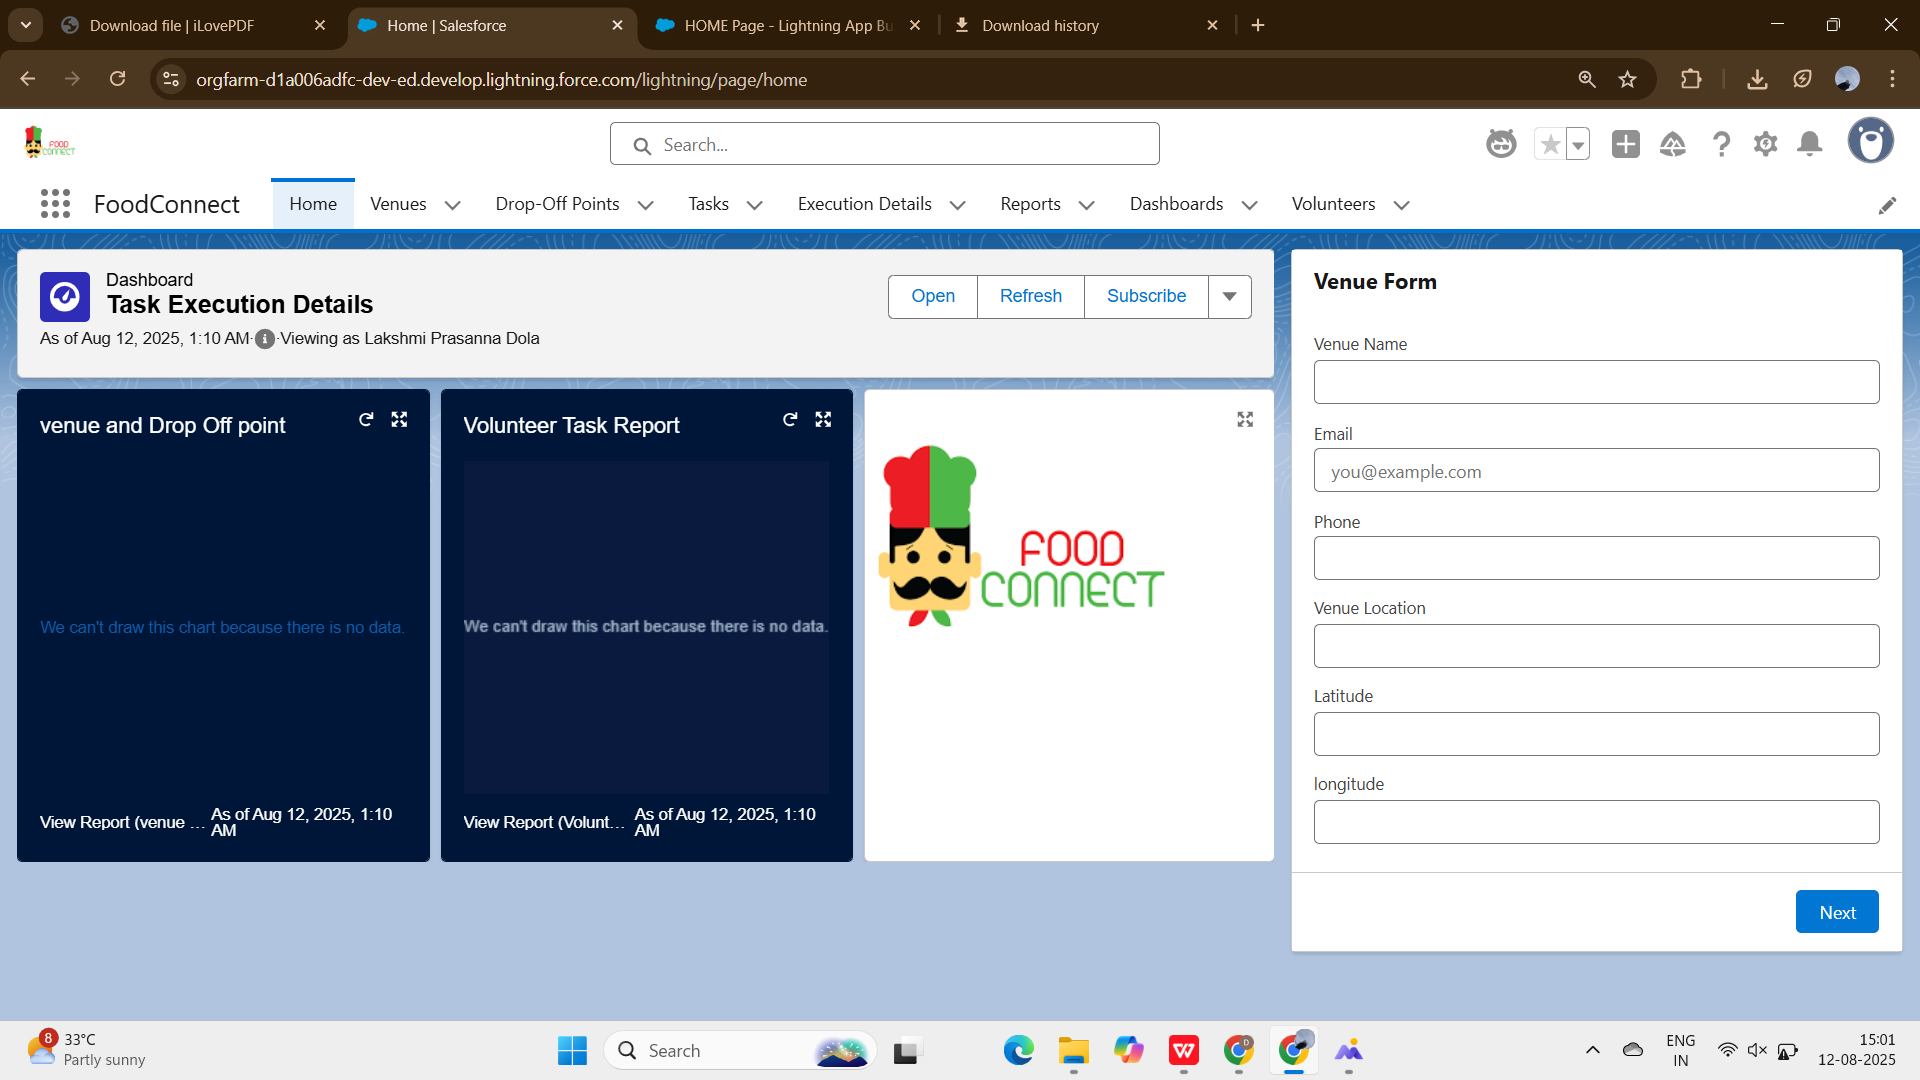 Download file | iLovePDF
Home | Salesforce
HOME Page - Lightning App Bu
Download history
orgfarm-d1a006adfc-dev-ed.develop.lightning.force.com/lightning/page/home
FOOD
CONNECT
Search...
FoodConnect
Home
Venues
Drop-Off Points
Tasks
Execution Details
Reports
Dashboards
Volunteers
Dashboard
Task Execution Details
As of Aug 12, 2025, 1:10 AM·Viewing as Lakshmi Prasanna Dola
Open
Refresh
Subscribe
venue and Drop Off point
We can't draw this chart because there is no data.
View Report (venue ...
As of Aug 12, 2025, 1:10
AM
Volunteer Task Report
We can't draw this chart because there is no data.
View Report (Volunt...
As of Aug 12, 2025, 1:10
AM
FOOD
CONNECT
Venue Form
Venue Name
Email
you@example.com
Phone
Venue Location
Latitude
longitude
Next
8
33°C
Partly sunny
Search
D
ENG
IN
15:01
12-08-2025